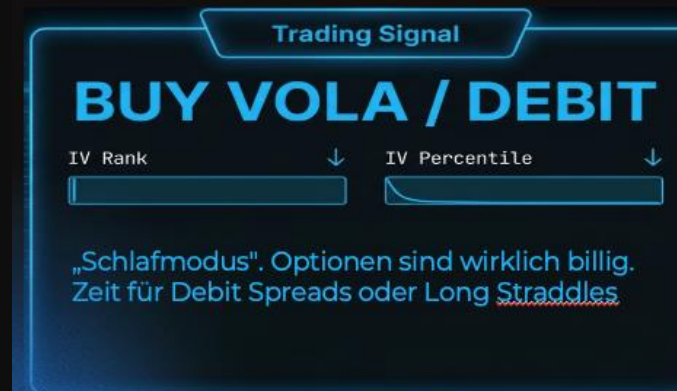 Trading Signal
BUY VOLA / DEBIT
IV Rank ↓ IV Percentile ↓
„Schlafmodus". Optionen sind wirklich billig.
Zeit für Debit Spreads oder Long Straddles